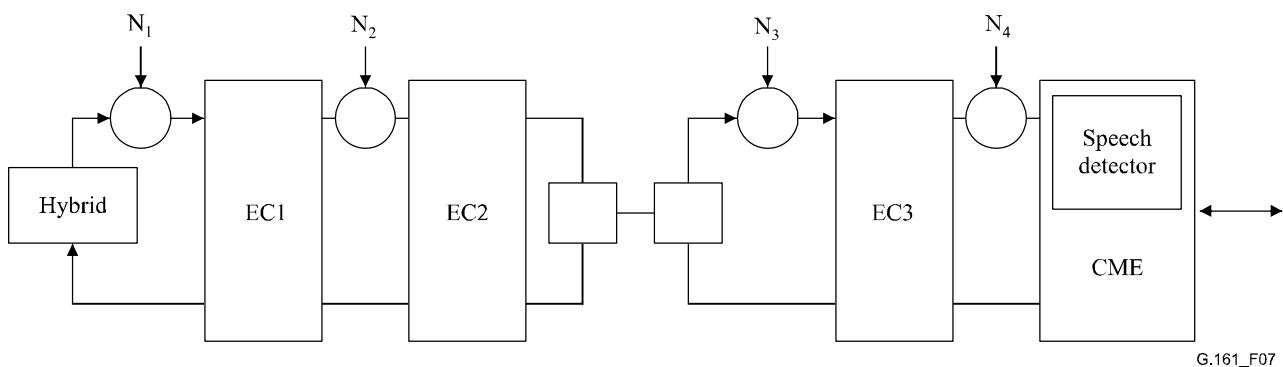 N₁
N₂
N₃
N₄
Hybrid
EC1
EC2
EC3
Speech
detector
CME
G.161_F07